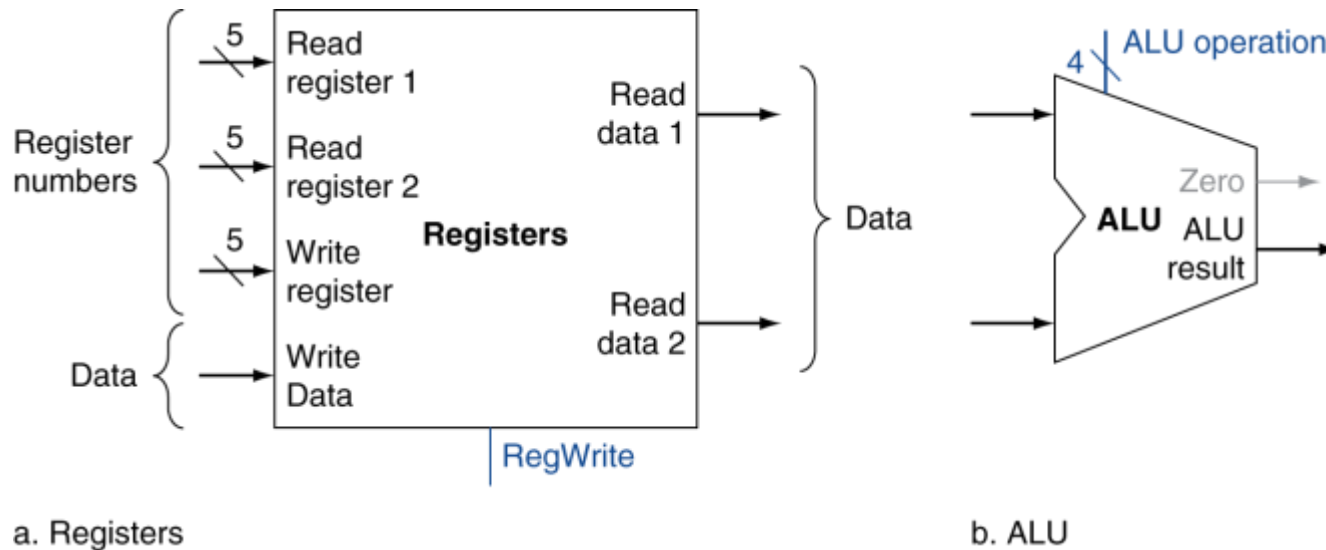 5
Read
register 1
5
Read
register 2
5
Write
register
Write
Data
Register
numbers
Data
Registers
Read
data 1
Read
data 2
Data
RegWrite
4
ALU operation
Zero
ALU
ALU
result
a. Registers
b. ALU